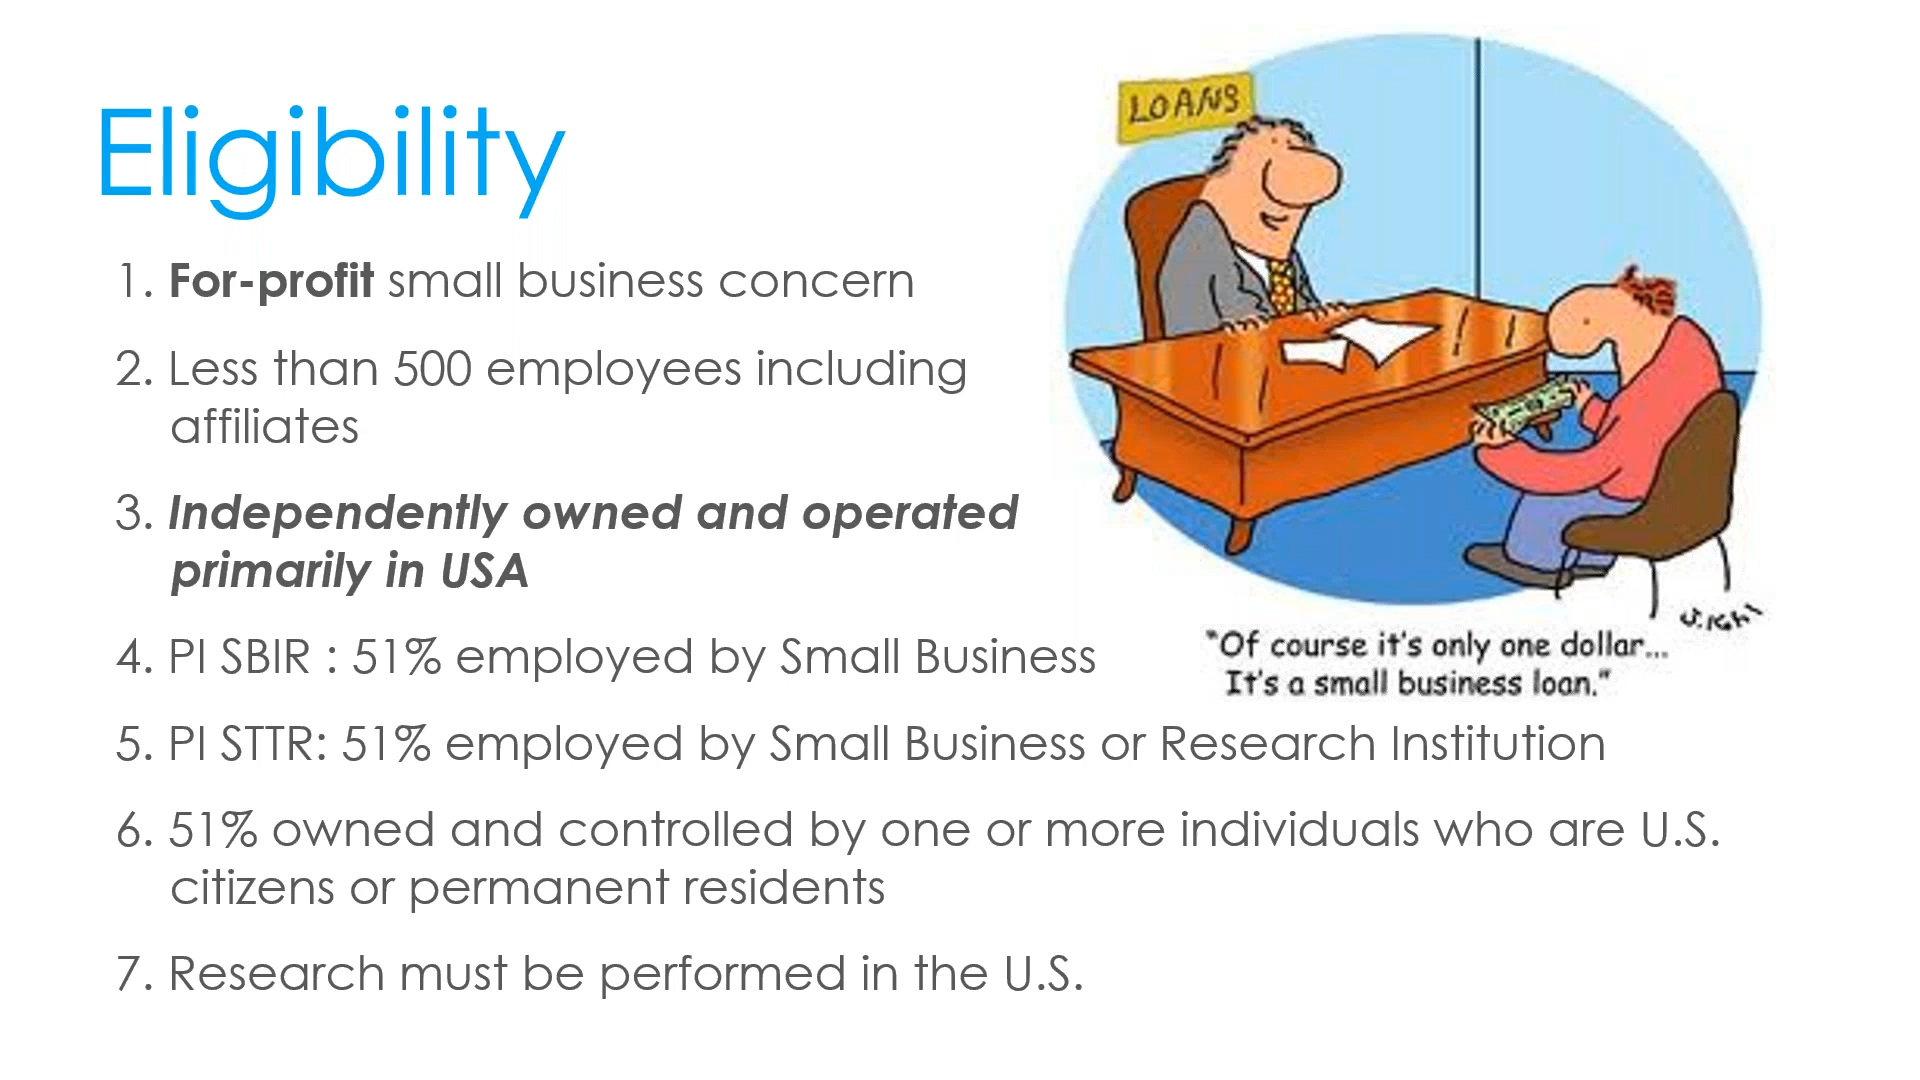 Eligibility
1. For-profit small business concern
2. Less than 500 employees including
affiliates
3. Independently owned and operated
primarily in USA
4. PI SBIR : 51% employed by Small Business
5. PI STTR: 51% employed by Small Business or Research Institution
6. 51% owned and controlled by one or more individuals who are U.S.
citizens or permanent residents
7. Research must be performed in the U.S.
LOANS
"Of course it's only one dollar...
It's a small business loan."